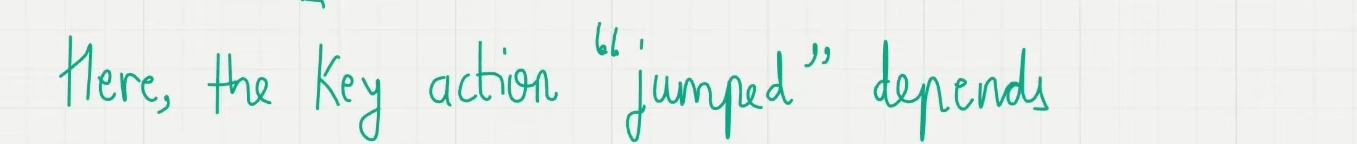 Here, the key action “jumped” depends